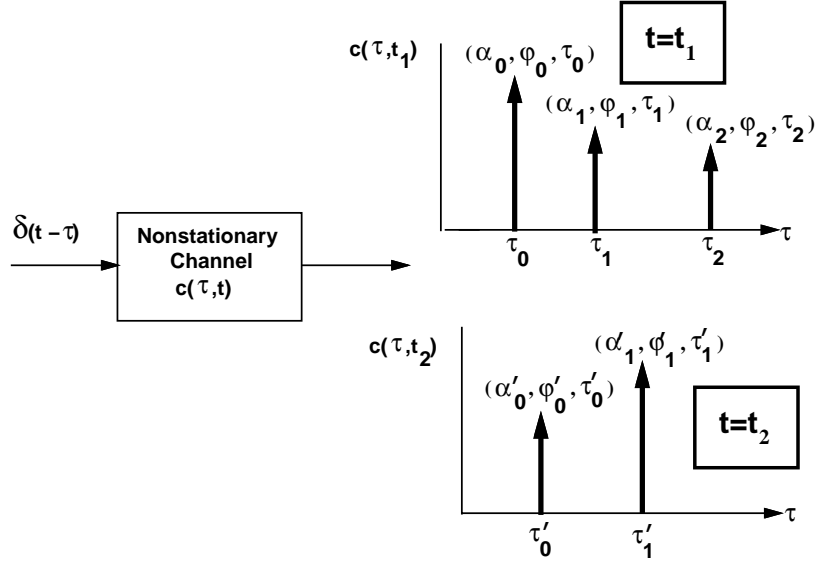 c(τ,t₁)
(α₀,φ₀,τ₀)
t=t₁
(α₁,φ₁,τ₁)
(α₂,φ₂,τ₂)
τ₀
τ₁
τ₂
τ
δ(t − τ)
Nonstationary
Channel
c(τ,t)
c(τ,t₂)
(α′₁,φ′₁,τ′₁)
(α′₀,φ′₀,τ′₀)
t=t₂
τ′₀
τ′₁
τ